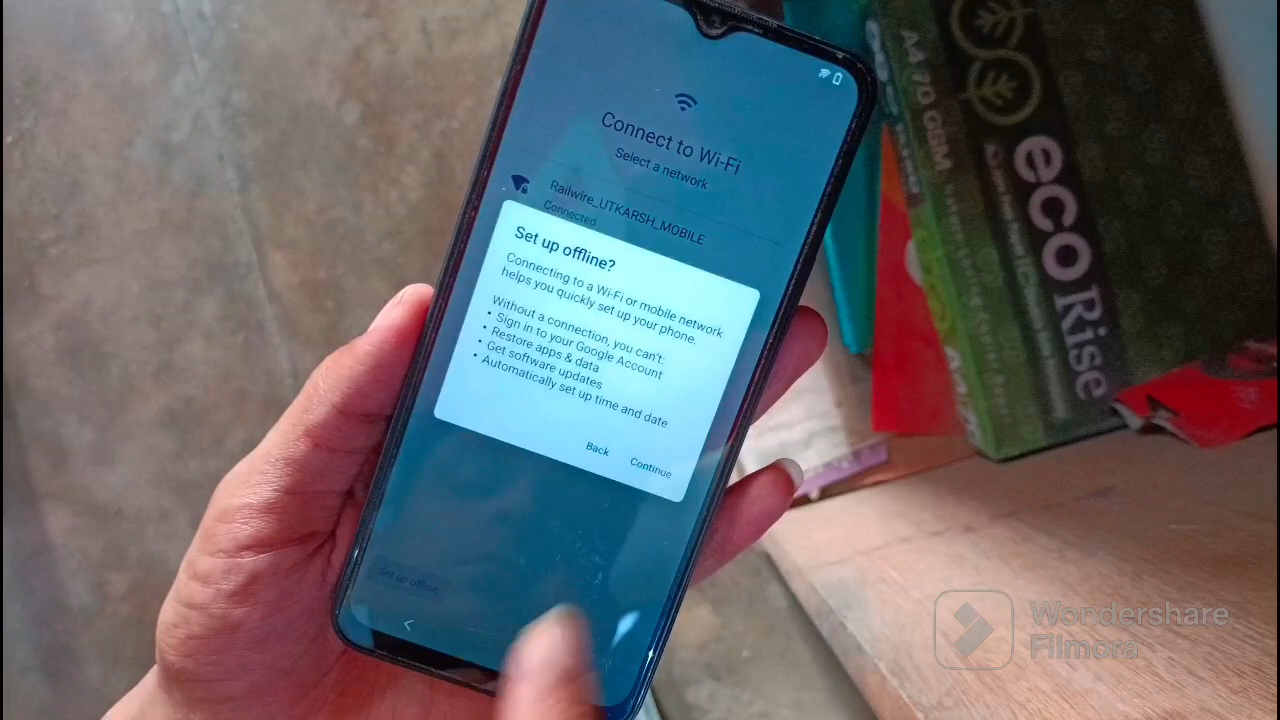 Connect to Wi-Fi
Select a network
Railwire_UTKARSH_MOBILE
Connected
Set up offline?
Connecting to a Wi-Fi or mobile network
helps you quickly set up your phone.
Without a connection, you can't:
• Sign in to your Google Account
• Restore apps & data
• Get software updates
• Automatically set up time and date
Back
Continue
Set up offline
A4 70 GSM
eco
Rise
Wondershare
Filmora